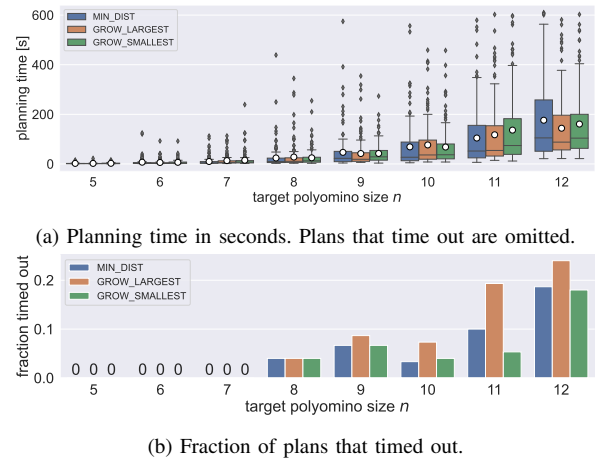 600
400
200
0
planning time [s]
MIN_DIST
GROW_LARGEST
GROW_SMALLEST
5 6 7 8 9 10 11 12
target polyomino size n
(a) Planning time in seconds. Plans that time out are omitted.
0.2
0.1
0.0
fraction timed out
MIN_DIST
GROW_LARGEST
GROW_SMALLEST
0 0 0 0 0 0 0 0 0
5 6 7 8 9 10 11 12
target polyomino size n
(b) Fraction of plans that timed out.